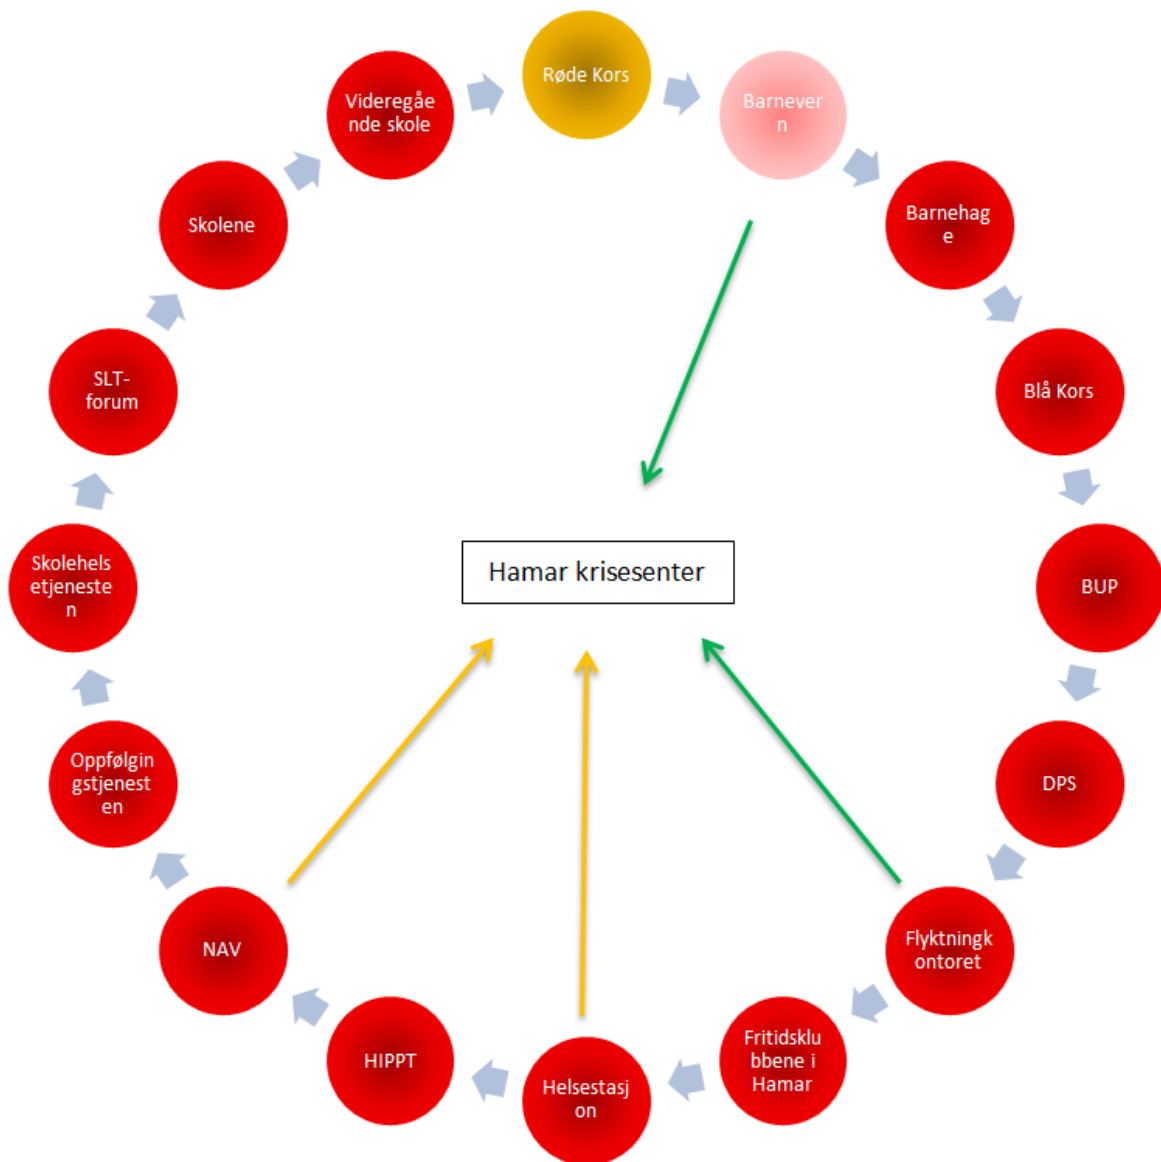 Røde Kors
Barnever
n
Barnehag
e
Blå Kors
BUP
DPS
Flyktningk
ontoret
Fritidsklu
bbene i
Hamar
Helsestasj
on
HIPPT
NAV
Oppfølgin
gstjenest
en
Skolehels
etjeneste
n
SLT-
forum
Skolene
Videregåe
nde skole
Hamar krisesenter